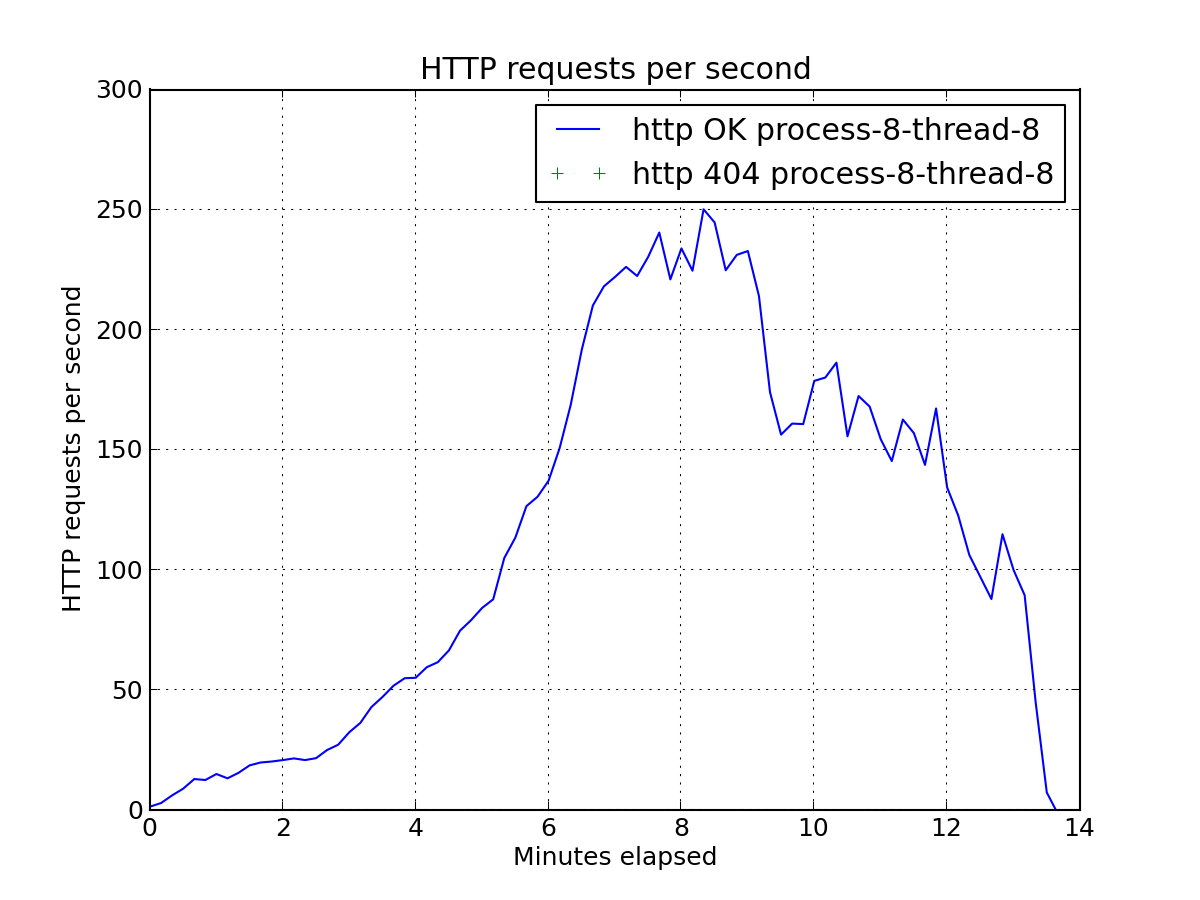 HTTP requests per second
http OK process-8-thread-8
http 404 process-8-thread-8
HTTP requests per second
300
250
200
150
100
50
0
0 2 4 6 8 10 12 14
Minutes elapsed